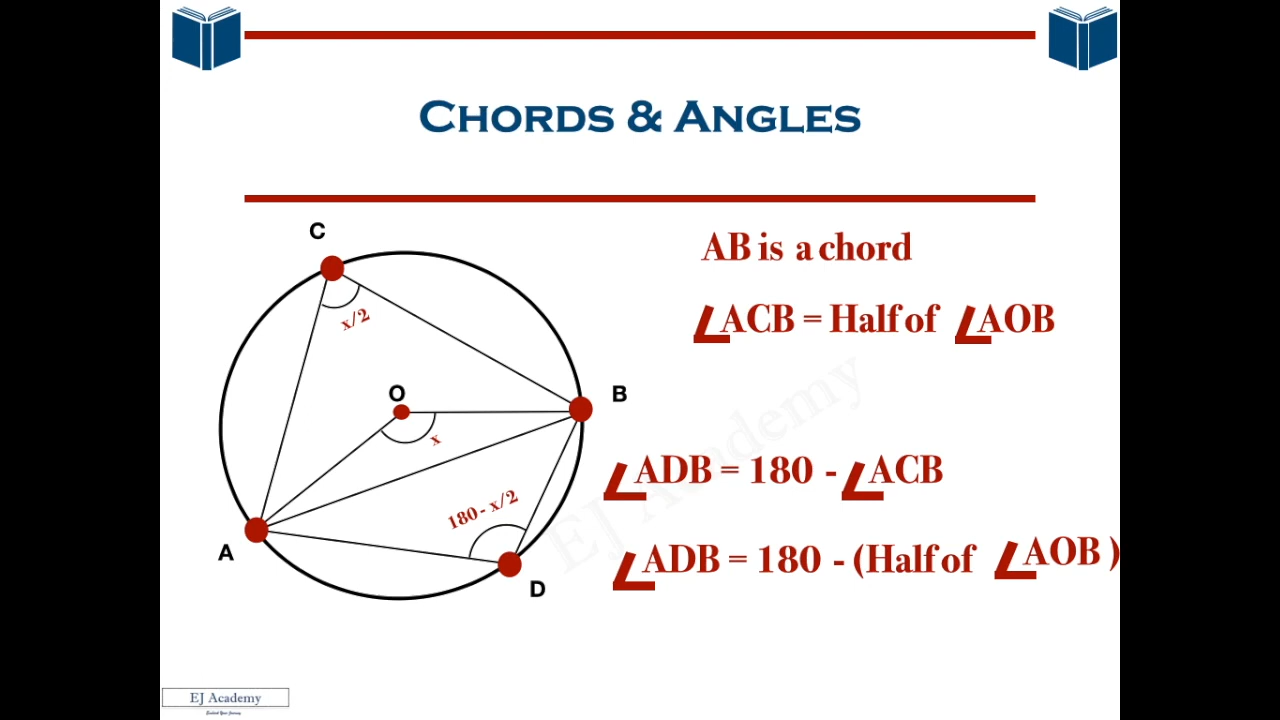 CHORDS & ANGLES
C
AB is a chord
x/2
∠ACB = Half of ∠AOB
O
B
x
∠ADB = 180 - ∠ACB
180 - x/2
A
∠ADB = 180 - (Half of ∠AOB )
D
EJ Academy
EJ Academy